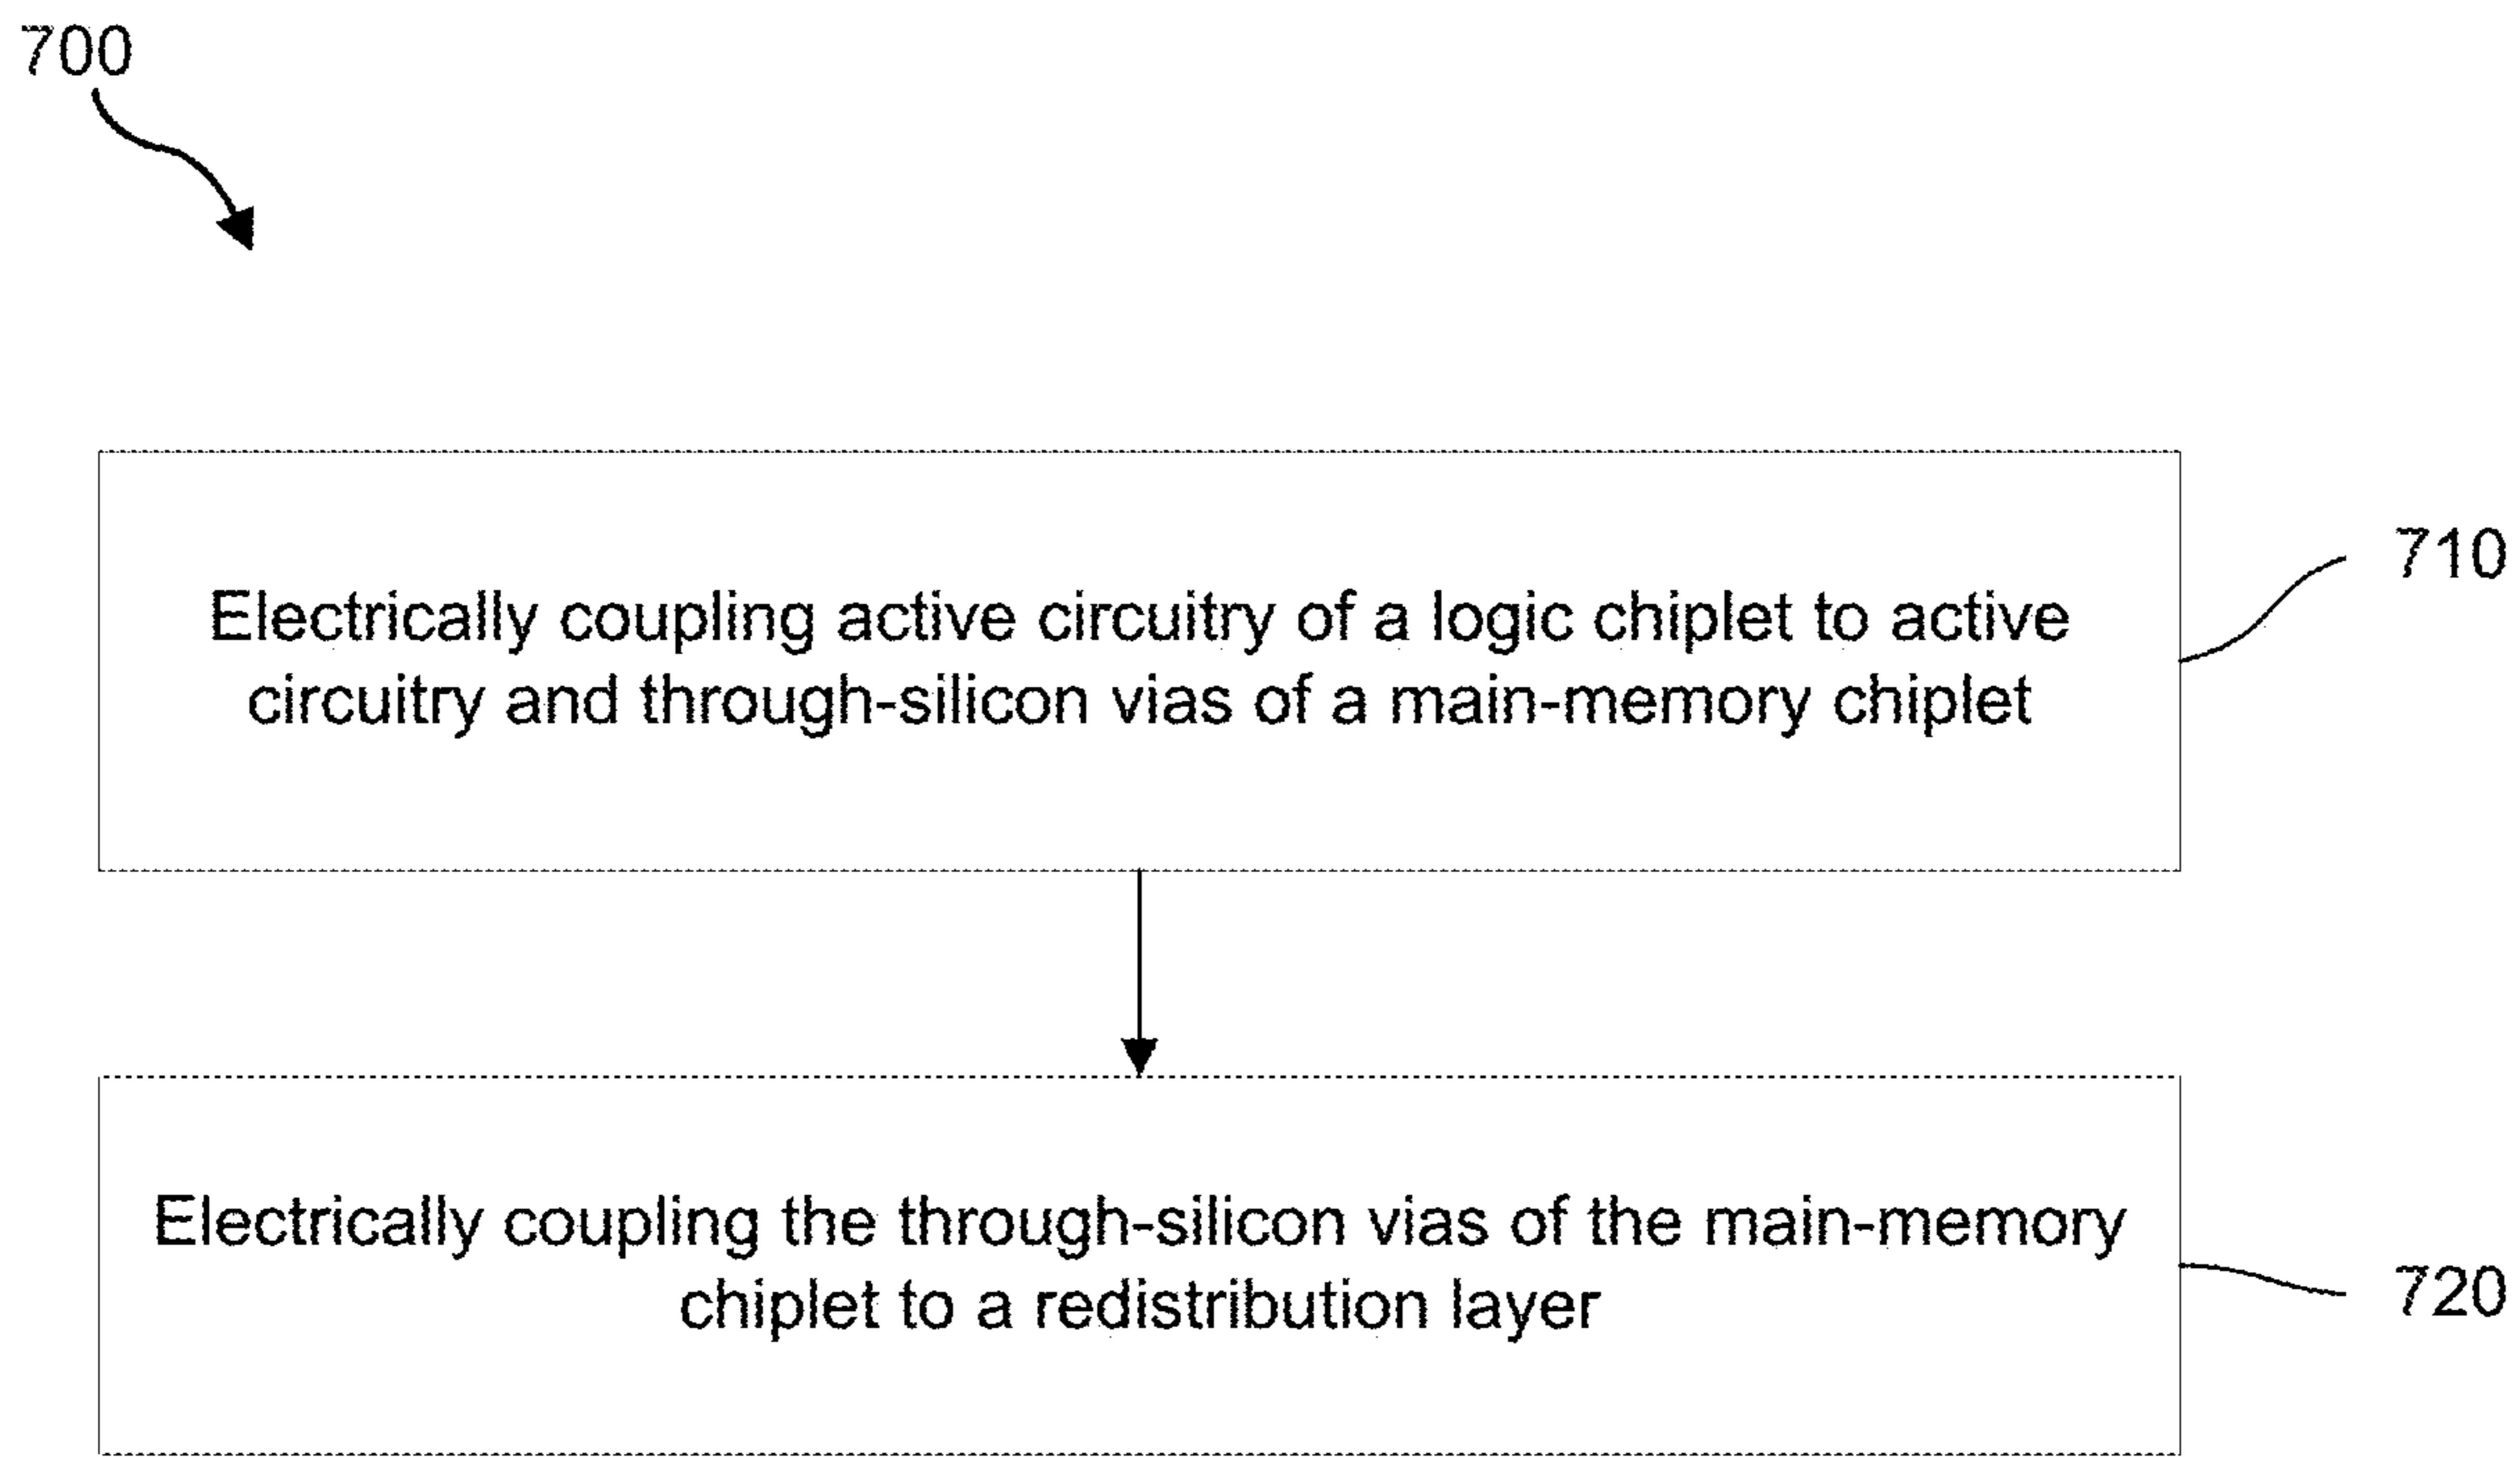 700
710
Electrically coupling active circuitry of a logic chiplet to active
circuitry and through-silicon vias of a main-memory chiplet
Electrically coupling the through-silicon vias of the main-memory
chiplet to a redistribution layer
720